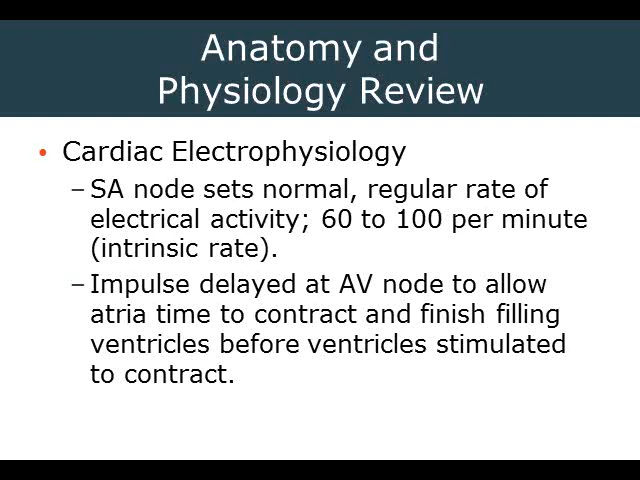 Anatomy and
Physiology Review
• Cardiac Electrophysiology
– SA node sets normal, regular rate of
electrical activity; 60 to 100 per minute
(intrinsic rate).
– Impulse delayed at AV node to allow
atria time to contract and finish filling
ventricles before ventricles stimulated
to contract.